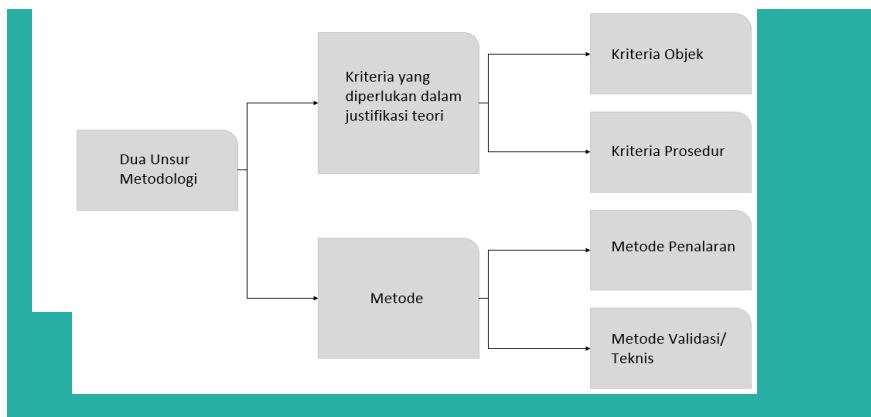 Dua Unsur
Metodologi
Kriteria yang
diperlukan dalam
justifikasi teori
Kriteria Objek
Kriteria Prosedur
Metode
Metode Penalaran
Metode Validasi/
Teknis